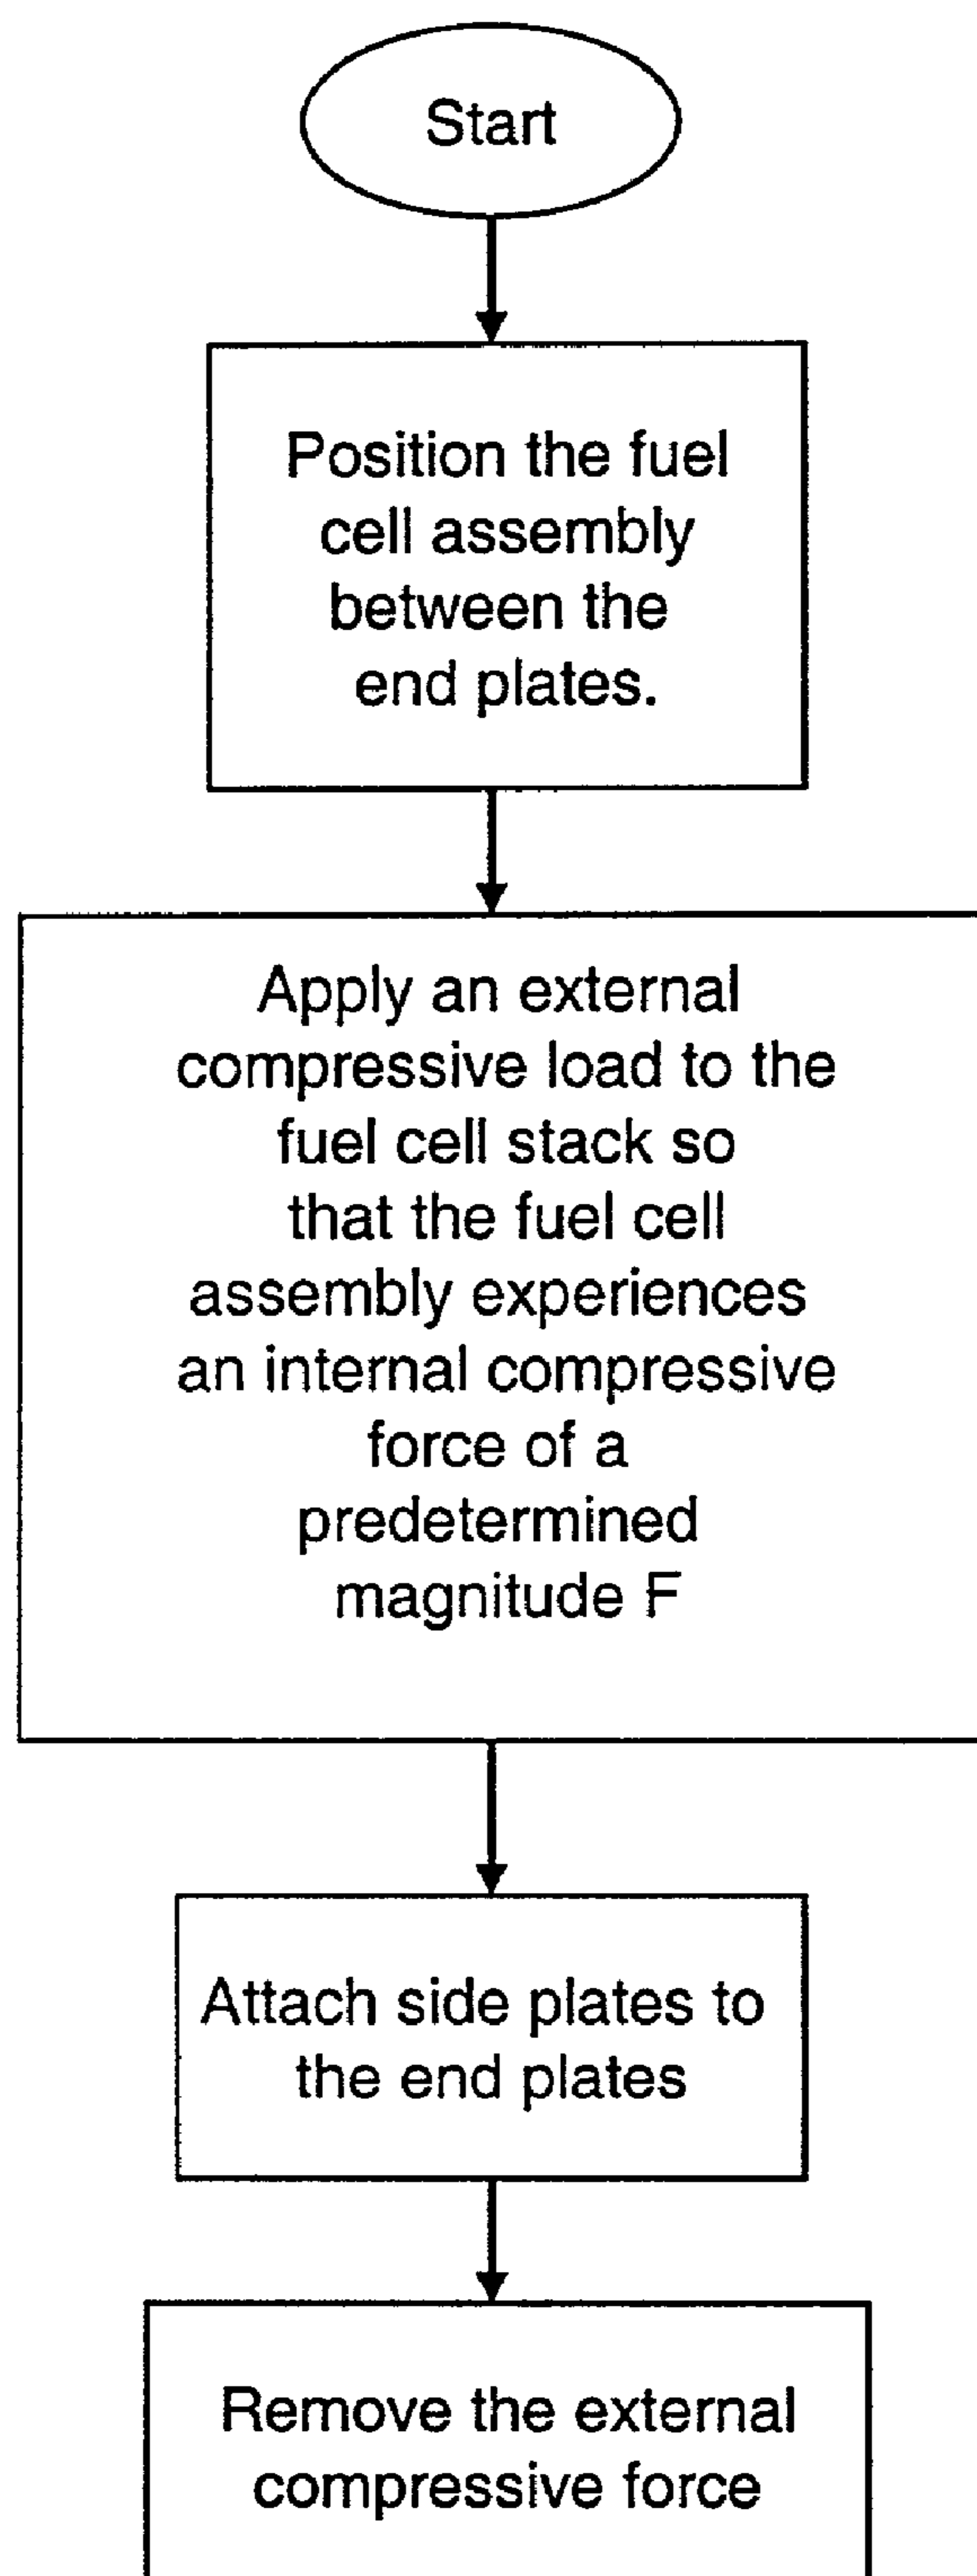 Start
Position the fuel
cell assembly
between the
end plates.
Apply an external
compressive load to the
fuel cell stack so
that the fuel cell
assembly experiences
an internal compressive
force of a
predetermined
magnitude F
Attach side plates to
the end plates
Remove the external
compressive force